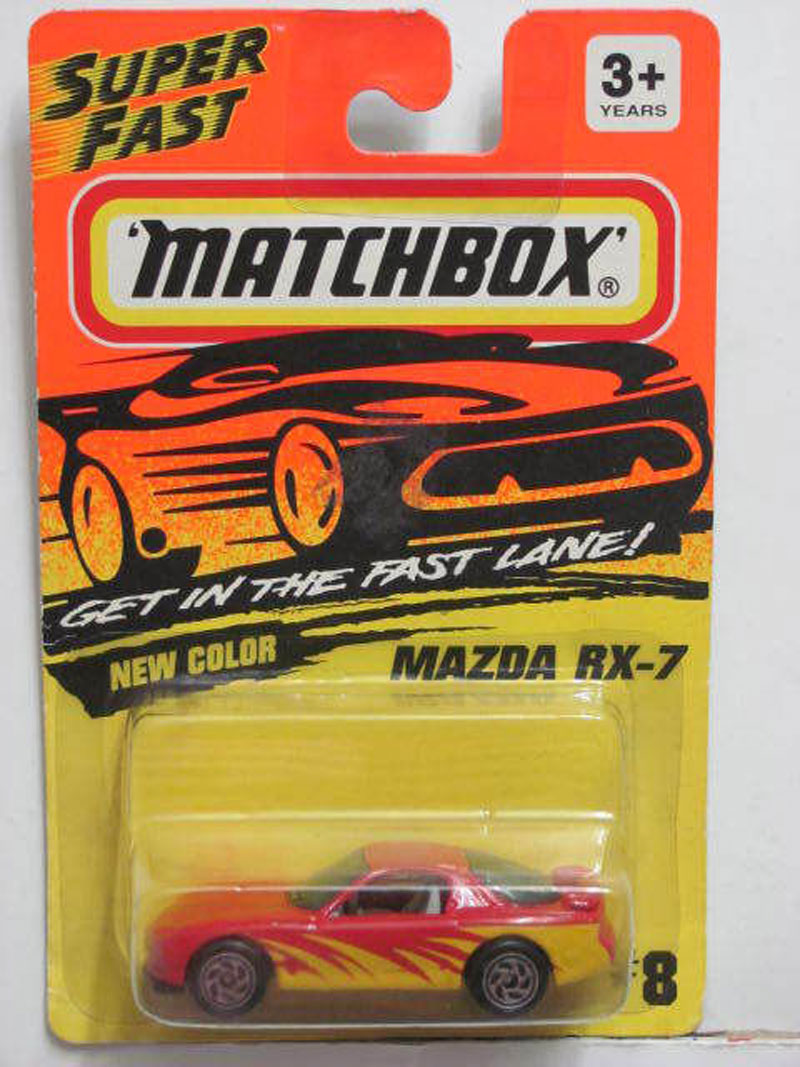 SUPER
FAST
3+
YEARS
'MATCHBOX'®
GET IN THE FAST LANE!
NEW COLOR
MAZDA RX-7
#8